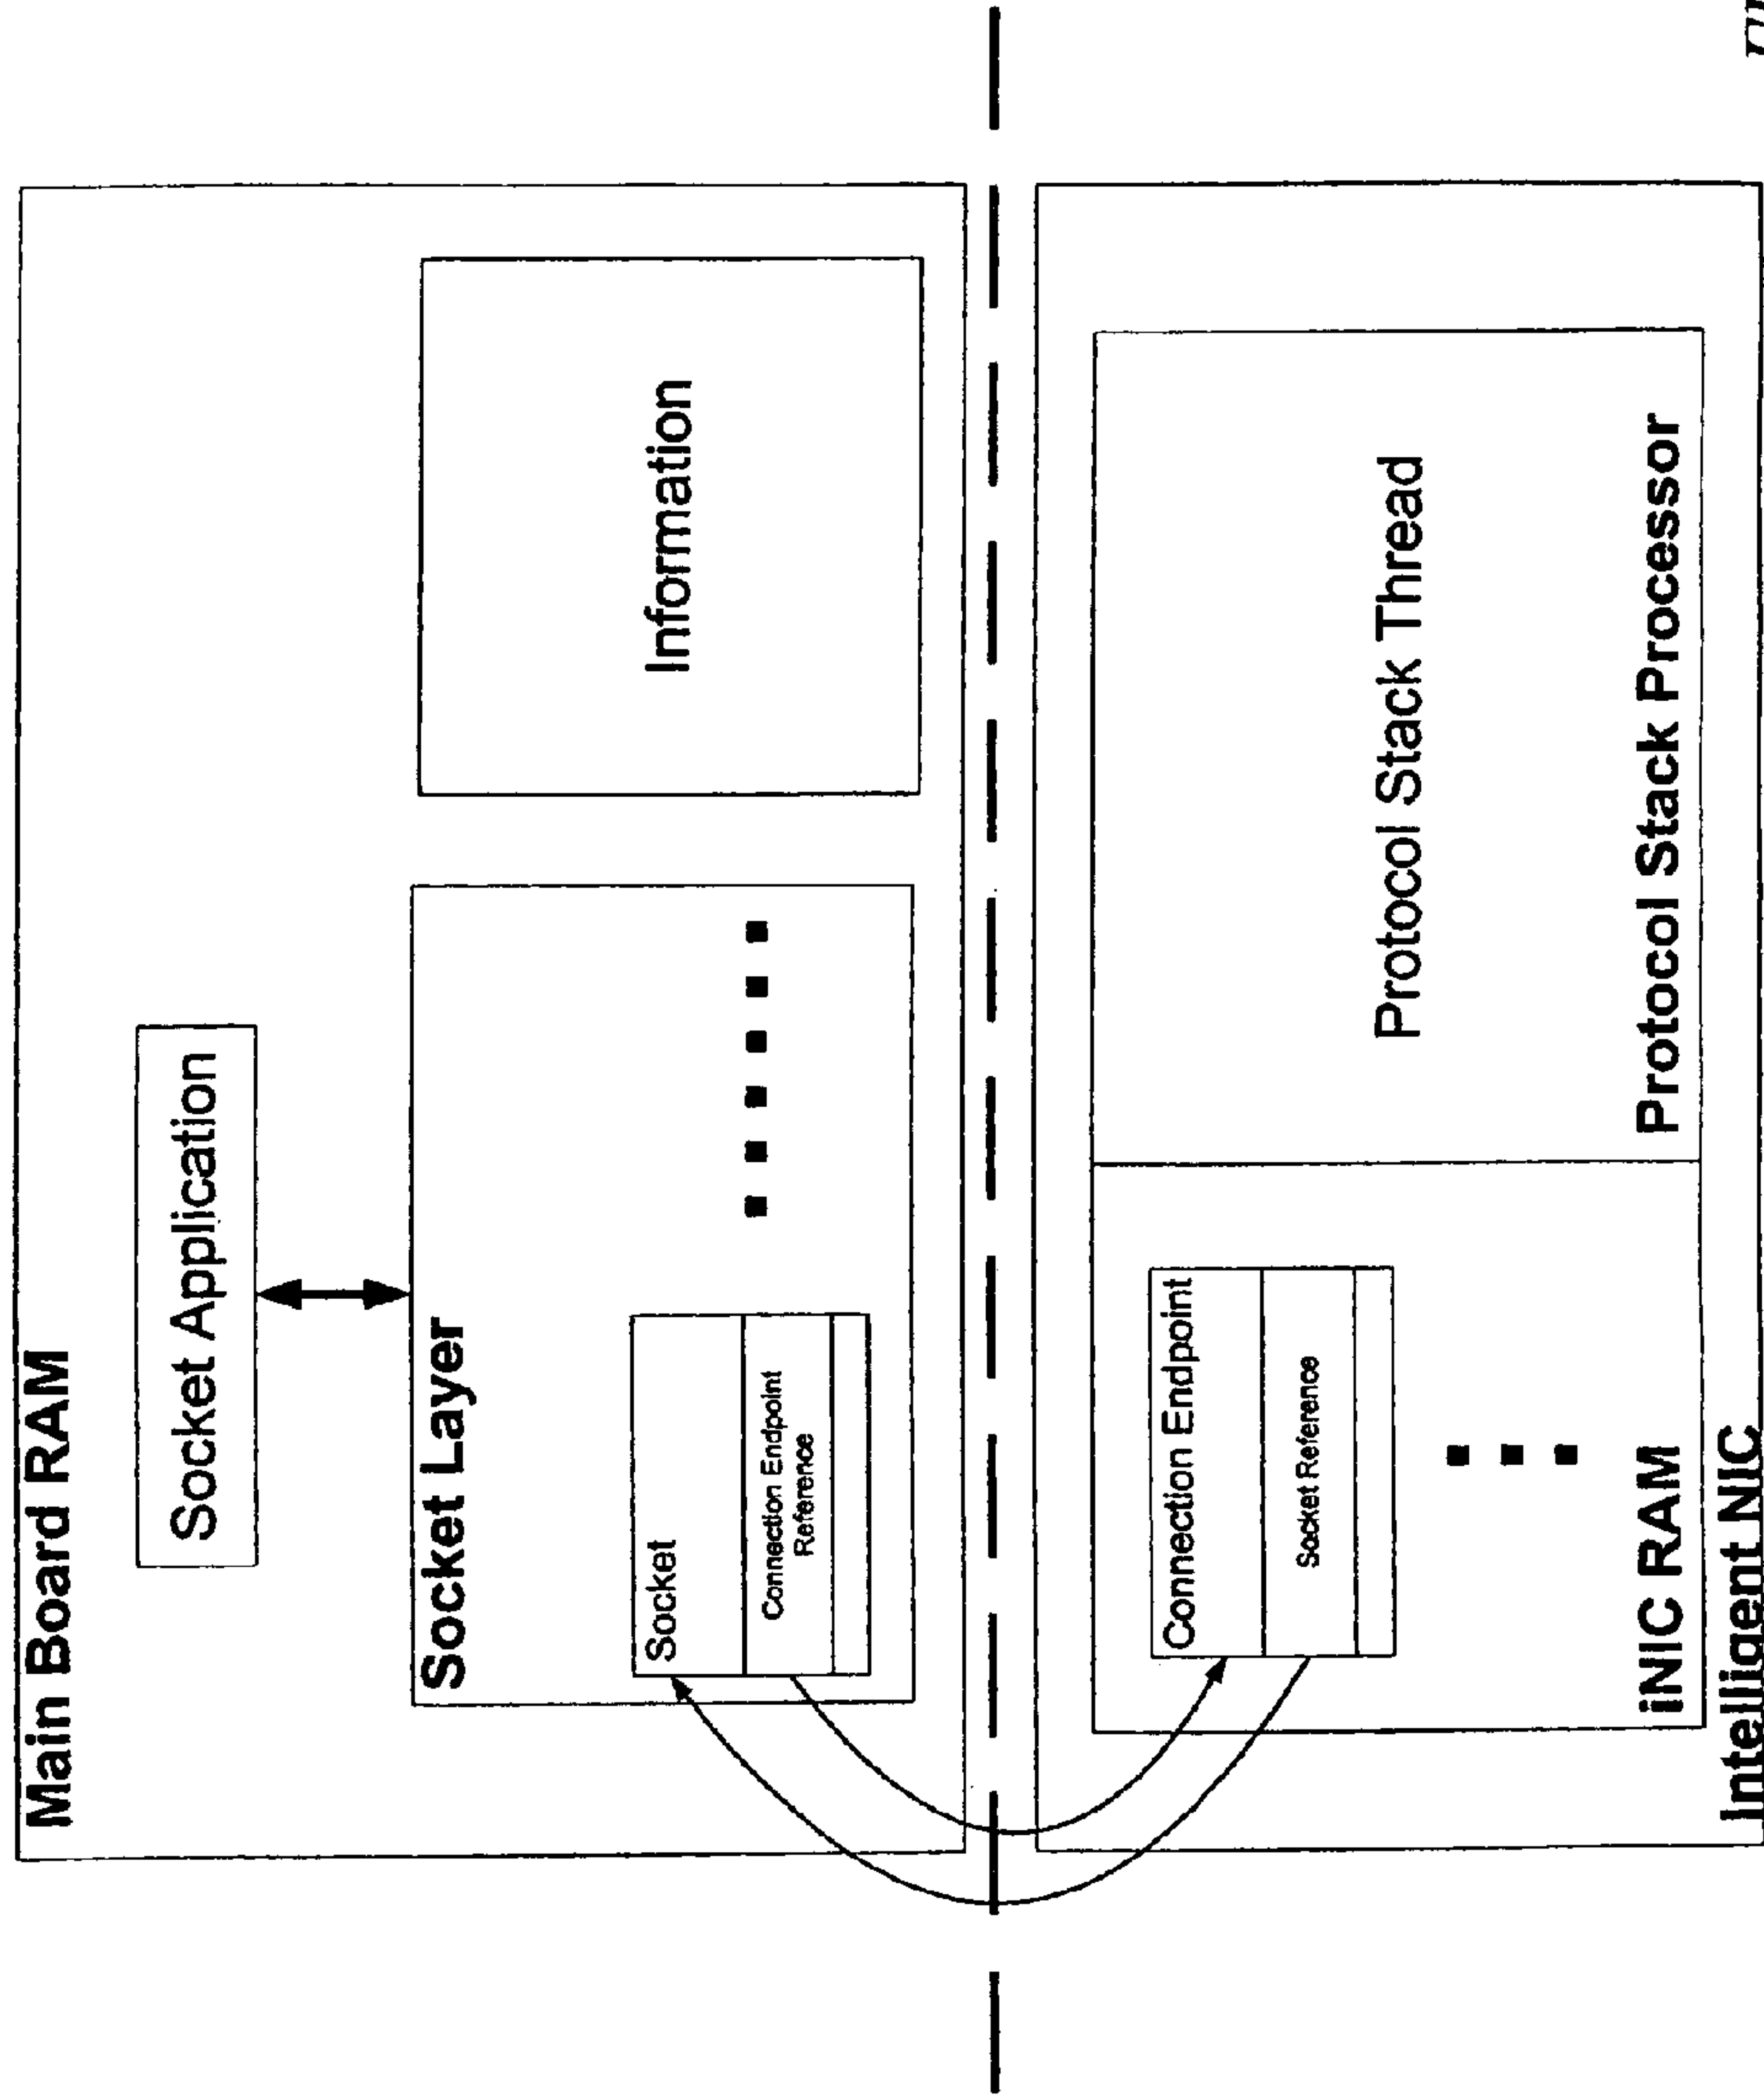 Main Board RAM
Socket Application
Socket Layer
Socket
Connection Endpoint
Reference
Information
Connection Endpoint
Socket Reference
iNIC RAM
Protocol Stack Thread
Protocol Stack Processor
Intelligent NIC